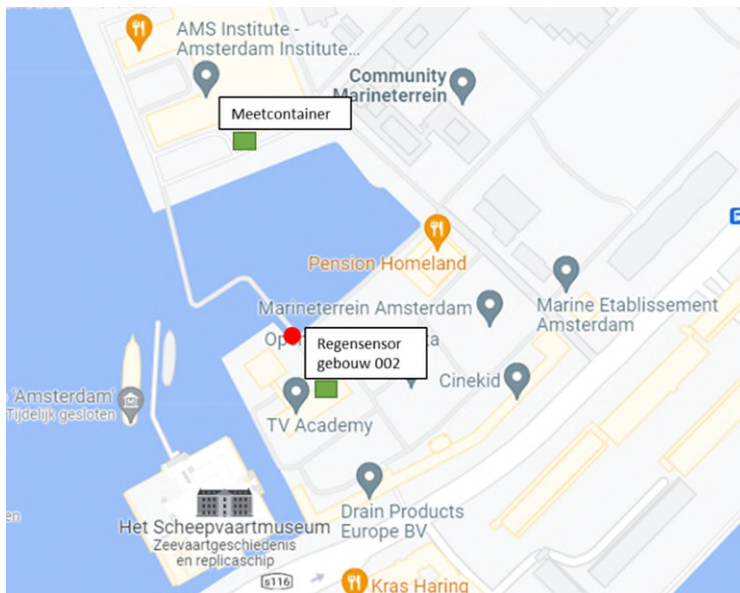 AMS Institute -
Amsterdam Institute...
Community
Marineterrein
Meetcontainer
Pension Homeland
Marineterrein Amsterdam
Marine Etablissement
Amsterdam
Regensensor
gebouw 002
Cinekid
'Amsterdam'
Tijdelijk gesloten
TV Academy
Drain Products
Europe BV
Het Scheepvaartmuseum
Zeevaartgeschiedenis
en replicaschip
s116
Kras Haring